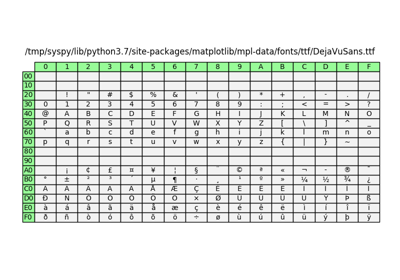 /tmp/syspy/lib/python3.7/site-packages/matplotlib/mpl-data/fonts/ttf/DejaVuSans.ttf
0 1 2 3 4 5 6 7 8 9 A B C D E F
00
10
20 ! " # $ % & ' ( ) * + , - . /
30 0 1 2 3 4 5 6 7 8 9 : ; < = > ?
40 @ A B C D E F G H I J K L M N O
50 P Q R S T U V W X Y Z [ \ ] ^ _
60 ` a b c d e f g h i j k l m n o
70 p q r s t u v w x y z { | } ~
80
90
A0 ¡ ¢ £ ¤ ¥ ¦ § ¨ © ª « ¬ - ® ¯
B0 ° ± ² ³ ´ µ ¶ · ¸ ¹ º » ¼ ½ ¾ ¿
C0 À Á Â Ã Ä Å Æ Ç È É Ê Ë Ì Í Î Ï
D0 Ð Ñ Ò Ó Ô Õ Ö × Ø Ù Ú Û Ü Ý Þ ß
E0 à á â ã ä å æ ç è é ê ë ì í î ï
F0 ð ñ ò ó ô õ ö ÷ ø ù ú û ü ý þ ÿ